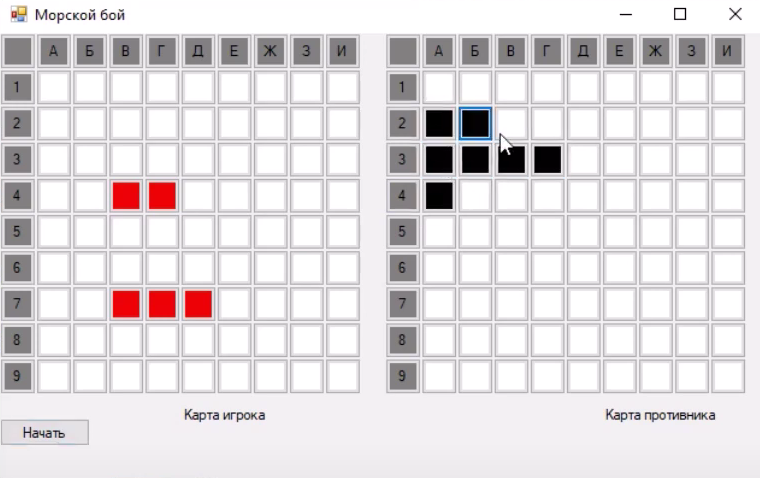 Морской бой
А Б В Г Д Е Ж З И А Б В Г Д Е Ж З И
1 1
2 2
3 3
4 4
5 5
6 6
7 7
8 8
9 9
Карта игрока Карта противника
Начать